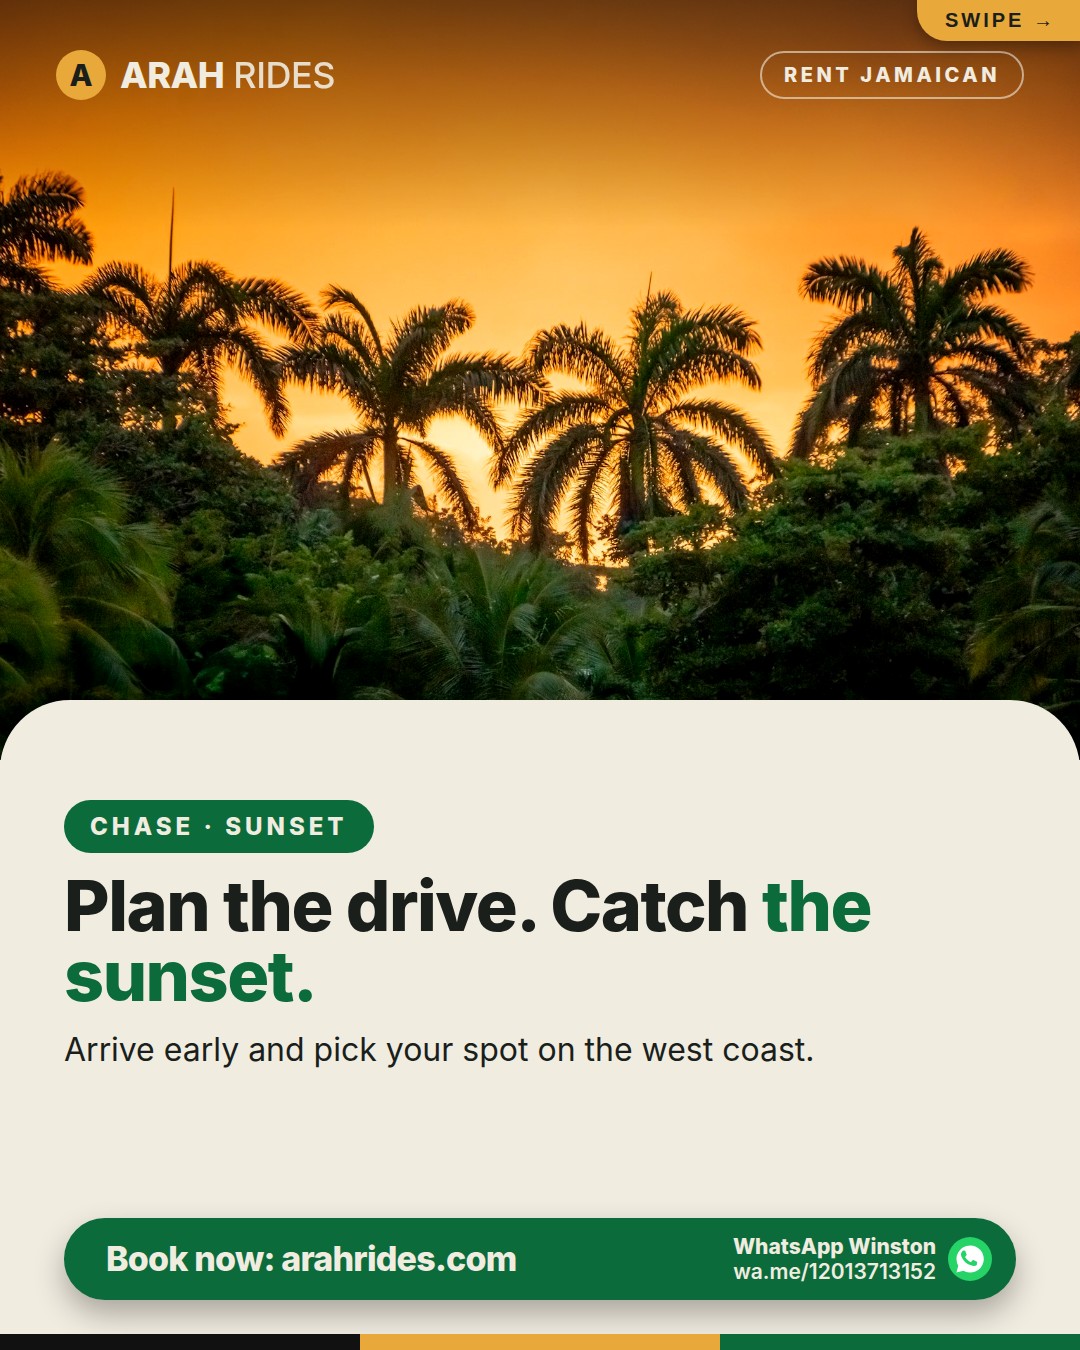 SWIPE →
A ARAH RIDES
RENT JAMAICAN
CHASE · SUNSET
Plan the drive. Catch the
sunset.
Arrive early and pick your spot on the west coast.
Book now: arahrides.com
WhatsApp Winston
wa.me/12013713152